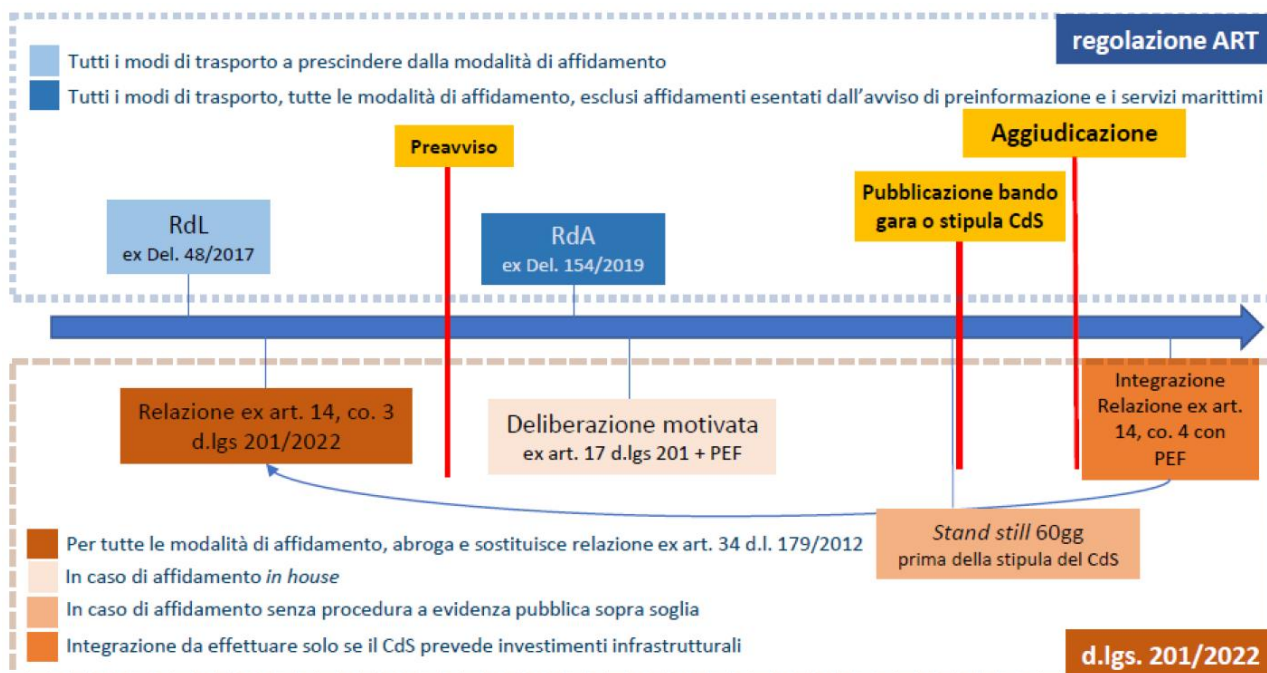 regolazione ART
Tutti i modi di trasporto a prescindere dalla modalità di affidamento
Tutti i modi di trasporto, tutte le modalità di affidamento, esclusi affidamenti esentati dall'avviso di preinformazione e i servizi marittimi
Preavviso
Aggiudicazione
Pubblicazione bando
gara o stipula CdS
RdL
ex Del. 48/2017
RdA
ex Del. 154/2019
Relazione ex art. 14, co. 3
d.lgs 201/2022
Deliberazione motivata
ex art. 17 d.lgs 201 + PEF
Integrazione
Relazione ex art.
14, co. 4 con
PEF
Stand still 60gg
prima della stipula del CdS
Per tutte le modalità di affidamento, abroga e sostituisce relazione ex art. 34 d.l. 179/2012
In caso di affidamento in house
In caso di affidamento senza procedura a evidenza pubblica sopra soglia
Integrazione da effettuare solo se il CdS prevede investimenti infrastrutturali
d.lgs. 201/2022